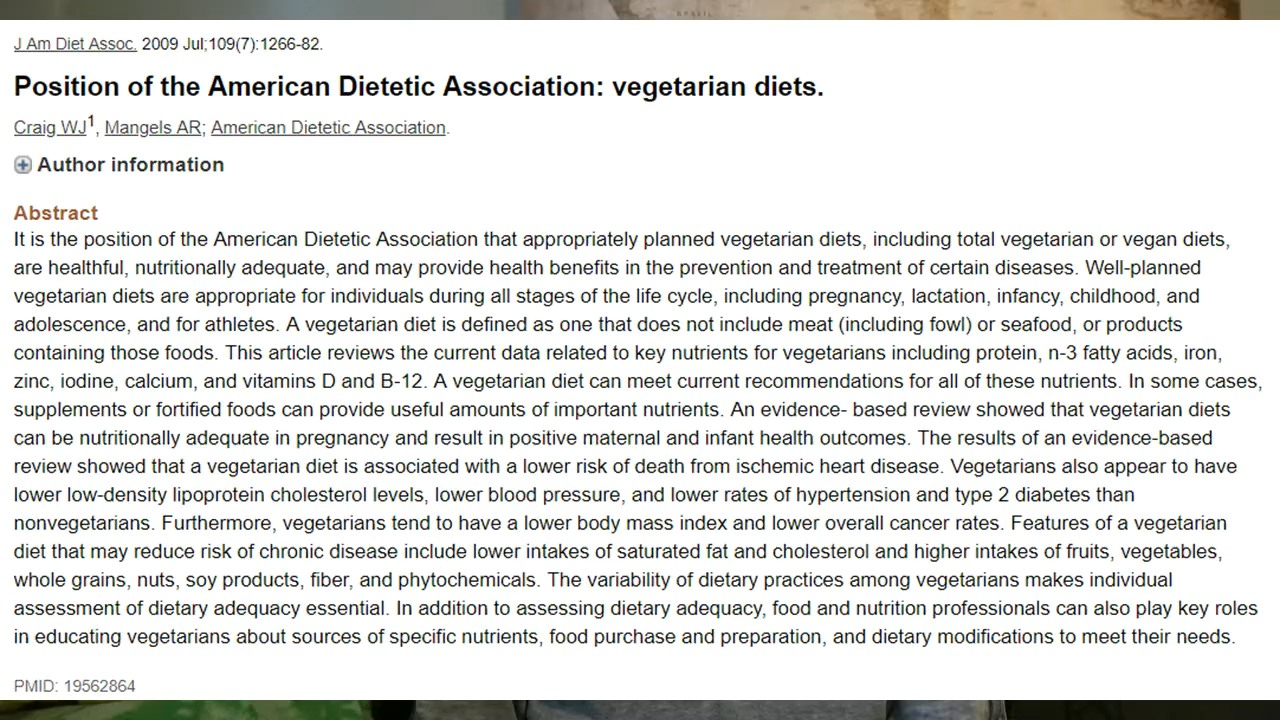 BRASIL
J Am Diet Assoc. 2009 Jul;109(7):1266-82.
Position of the American Dietetic Association: vegetarian diets.
Craig WJ1, Mangels AR; American Dietetic Association.
Author information
Abstract
It is the position of the American Dietetic Association that appropriately planned vegetarian diets, including total vegetarian or vegan diets,
are healthful, nutritionally adequate, and may provide health benefits in the prevention and treatment of certain diseases. Well-planned
vegetarian diets are appropriate for individuals during all stages of the life cycle, including pregnancy, lactation, infancy, childhood, and
adolescence, and for athletes. A vegetarian diet is defined as one that does not include meat (including fowl) or seafood, or products
containing those foods. This article reviews the current data related to key nutrients for vegetarians including protein, n-3 fatty acids, iron,
zinc, iodine, calcium, and vitamins D and B-12. A vegetarian diet can meet current recommendations for all of these nutrients. In some cases,
supplements or fortified foods can provide useful amounts of important nutrients. An evidence- based review showed that vegetarian diets
can be nutritionally adequate in pregnancy and result in positive maternal and infant health outcomes. The results of an evidence-based
review showed that a vegetarian diet is associated with a lower risk of death from ischemic heart disease. Vegetarians also appear to have
lower low-density lipoprotein cholesterol levels, lower blood pressure, and lower rates of hypertension and type 2 diabetes than
nonvegetarians. Furthermore, vegetarians tend to have a lower body mass index and lower overall cancer rates. Features of a vegetarian
diet that may reduce risk of chronic disease include lower intakes of saturated fat and cholesterol and higher intakes of fruits, vegetables,
whole grains, nuts, soy products, fiber, and phytochemicals. The variability of dietary practices among vegetarians makes individual
assessment of dietary adequacy essential. In addition to assessing dietary adequacy, food and nutrition professionals can also play key roles
in educating vegetarians about sources of specific nutrients, food purchase and preparation, and dietary modifications to meet their needs.
PMID: 19562864